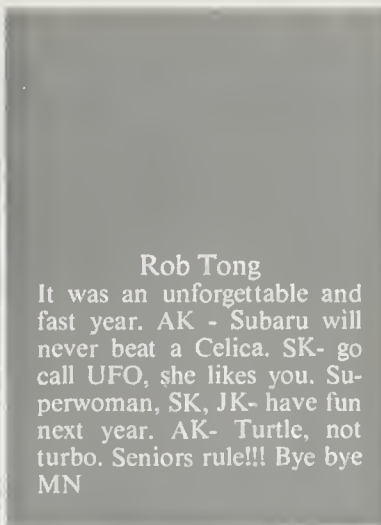 Rob Tong
It was an unforgettable and
fast year. AK - Subaru will
never beat a Celica. SK- go
call UFO, she likes you. Su-
perwoman, SK, JK- have fun
next year. AK- Turtle, not
turbo. Seniors rule!!! Bye bye
MN